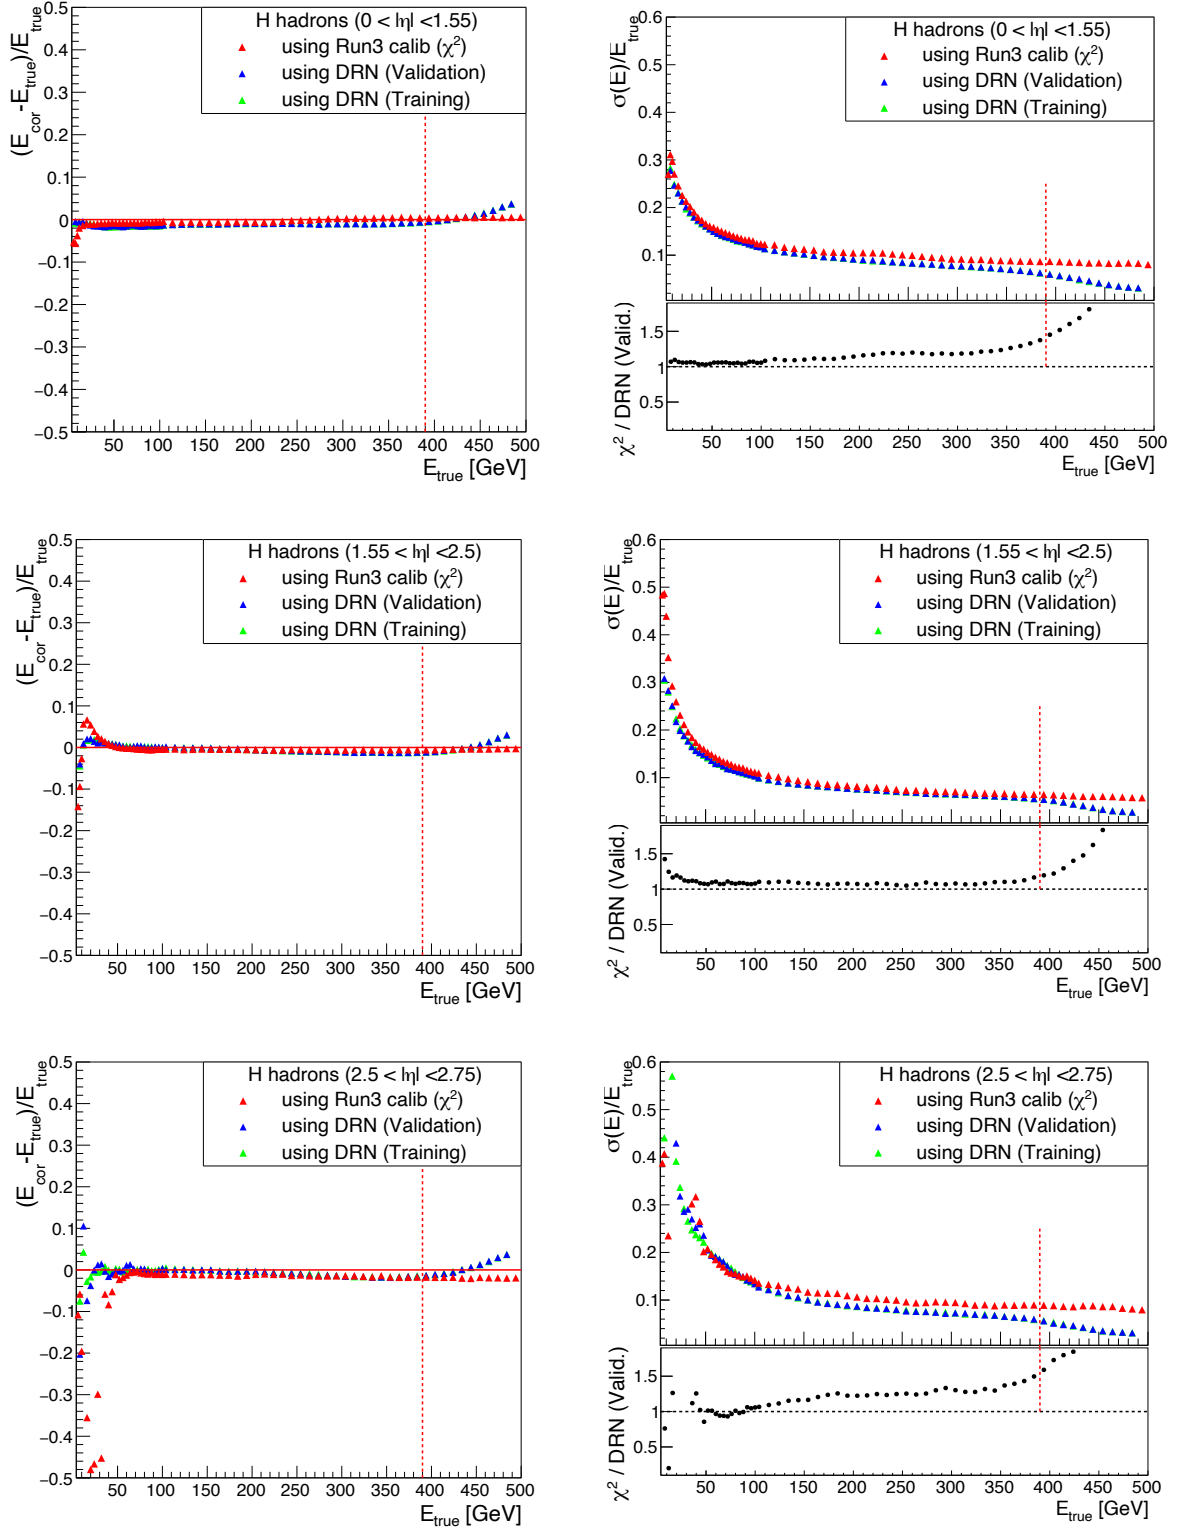 H hadrons (0 < |η| <1.55)
using Run3 calib (χ²)
using DRN (Validation)
using DRN (Training)
(E_cor -E_true)/E_true
0.5
0.4
0.3
0.2
0.1
0
−0.1
−0.2
−0.3
−0.4
−0.5
50 100 150 200 250 300 350 400 450 500
E_true [GeV]
H hadrons (0 < |η| <1.55)
using Run3 calib (χ²)
using DRN (Validation)
using DRN (Training)
σ(E)/E_true
0.6
0.5
0.4
0.3
0.2
0.1
χ² / DRN (Valid.)
1.5
1
0.5
50 100 150 200 250 300 350 400 450 500
E_true [GeV]
H hadrons (1.55 < |η| <2.5)
using Run3 calib (χ²)
using DRN (Validation)
using DRN (Training)
(E_cor -E_true)/E_true
0.5
0.4
0.3
0.2
0.1
0
−0.1
−0.2
−0.3
−0.4
−0.5
50 100 150 200 250 300 350 400 450 500
E_true [GeV]
H hadrons (1.55 < |η| <2.5)
using Run3 calib (χ²)
using DRN (Validation)
using DRN (Training)
σ(E)/E_true
0.6
0.5
0.4
0.3
0.2
0.1
χ² / DRN (Valid.)
1.5
1
0.5
50 100 150 200 250 300 350 400 450 500
E_true [GeV]
H hadrons (2.5 < |η| <2.75)
using Run3 calib (χ²)
using DRN (Validation)
using DRN (Training)
(E_cor -E_true)/E_true
0.5
0.4
0.3
0.2
0.1
0
−0.1
−0.2
−0.3
−0.4
−0.5
50 100 150 200 250 300 350 400 450 500
E_true [GeV]
H hadrons (2.5 < |η| <2.75)
using Run3 calib (χ²)
using DRN (Validation)
using DRN (Training)
σ(E)/E_true
0.6
0.5
0.4
0.3
0.2
0.1
χ² / DRN (Valid.)
1.5
1
0.5
50 100 150 200 250 300 350 400 450 500
E_true [GeV]